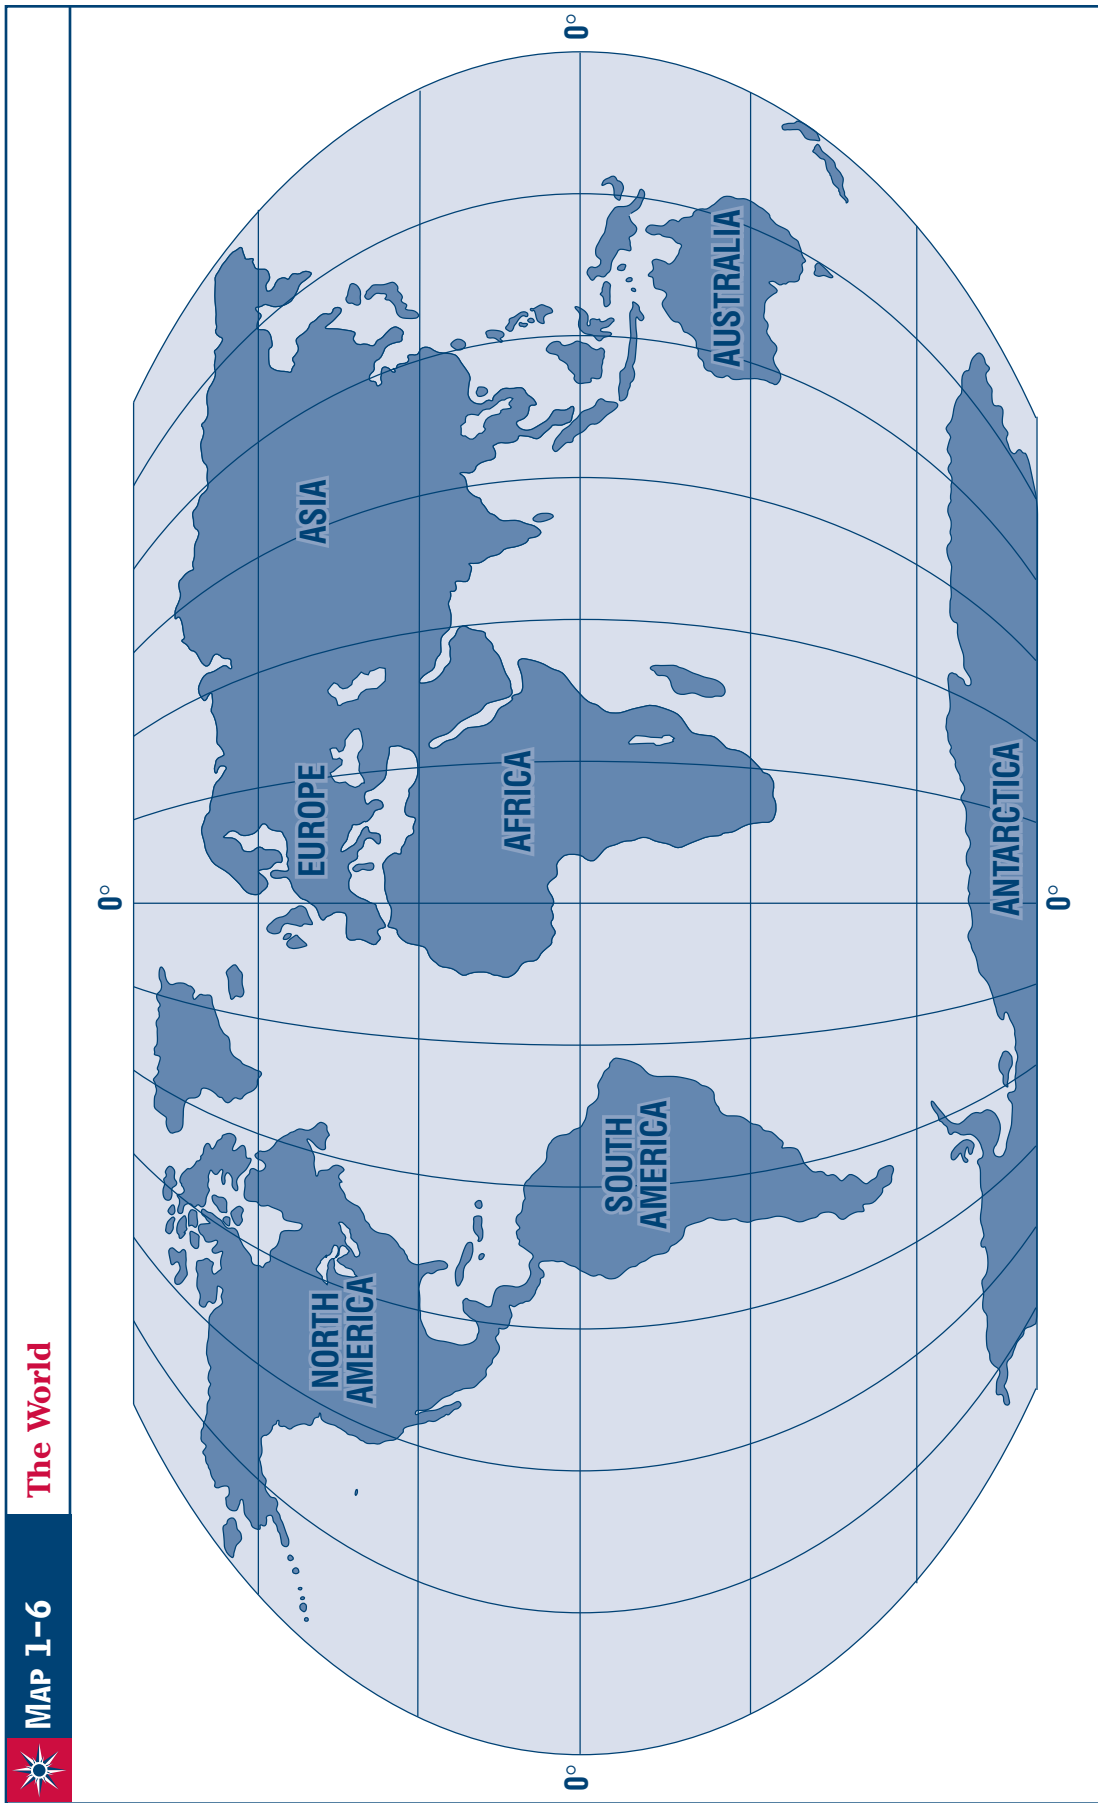 MAP 1–6
The World
0°
NORTH
AMERICA
EUROPE
ASIA
AFRICA
0°
0°
SOUTH
AMERICA
AUSTRALIA
ANTARCTICA
0°